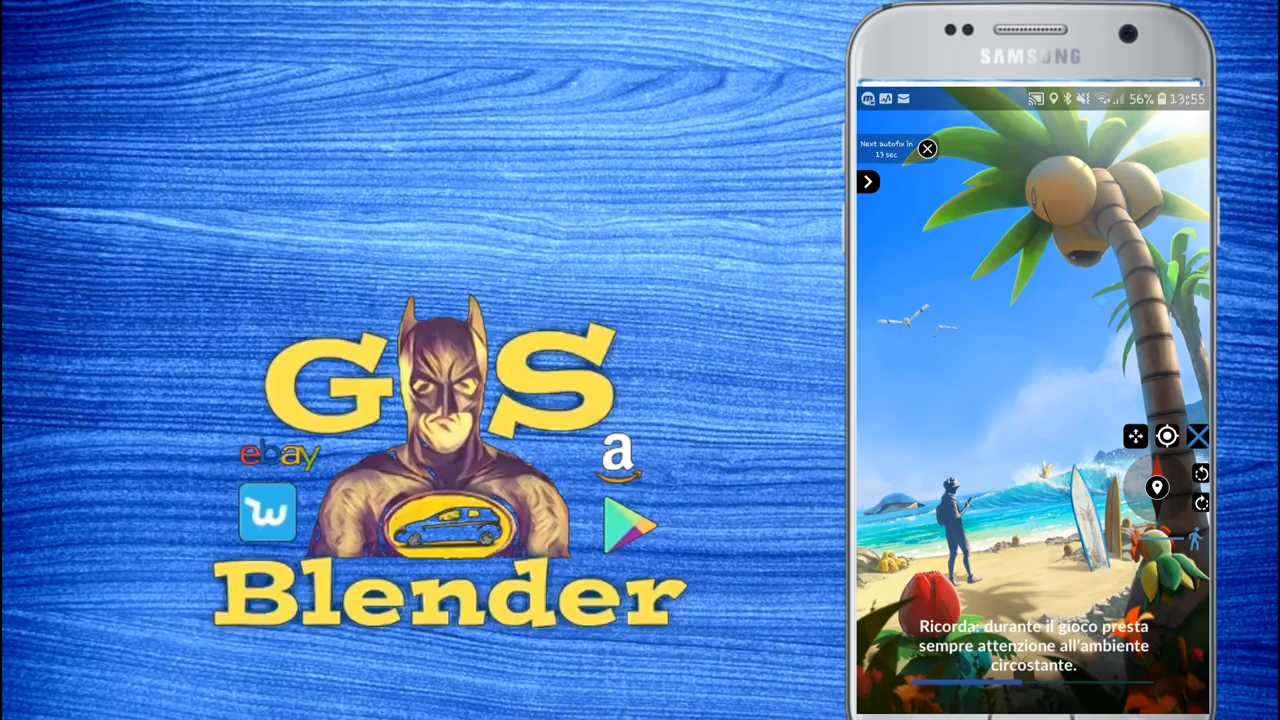 SAMSUNG
56% 13:55
Next autofix in
13 sec
G S
ebay
a
w
Blender
Ricorda: durante il gioco presta
sempre attenzione all'ambiente
circostante.